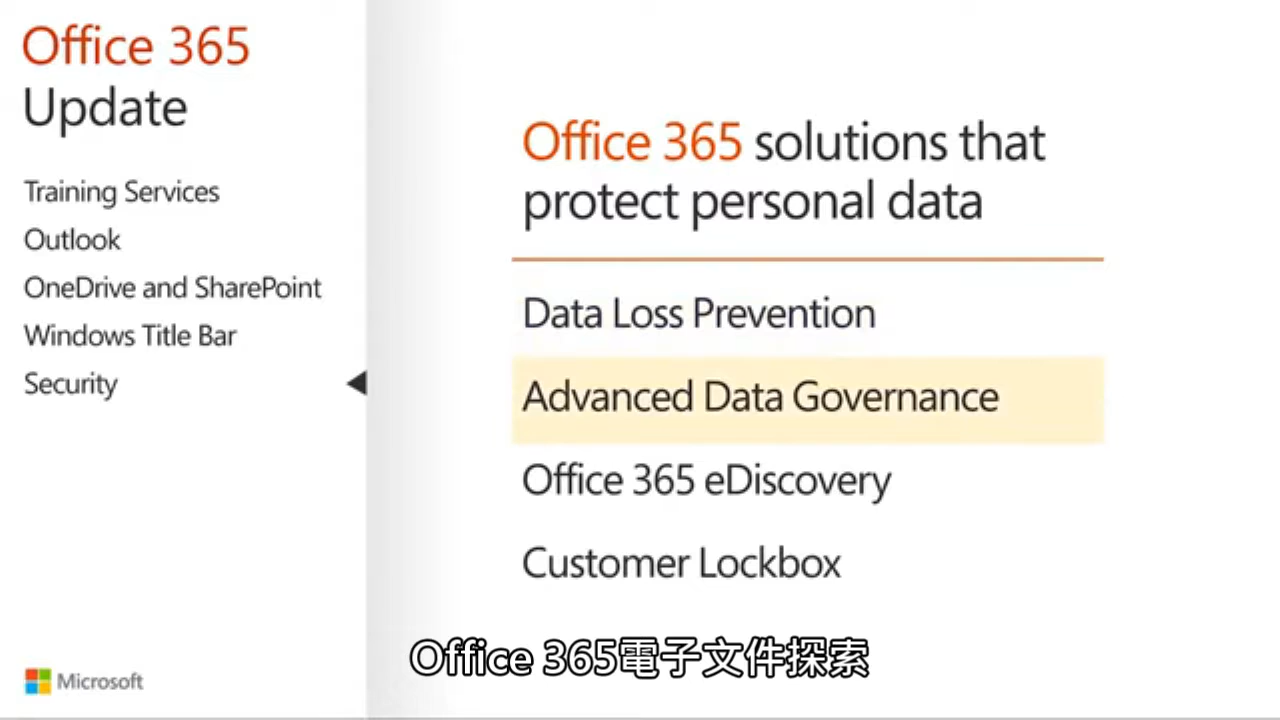 Office 365
Update
Training Services
Outlook
OneDrive and SharePoint
Windows Title Bar
Security
Microsoft
Office 365 solutions that
protect personal data
Data Loss Prevention
Advanced Data Governance
Office 365 eDiscovery
Customer Lockbox
Office 365電子文件探索